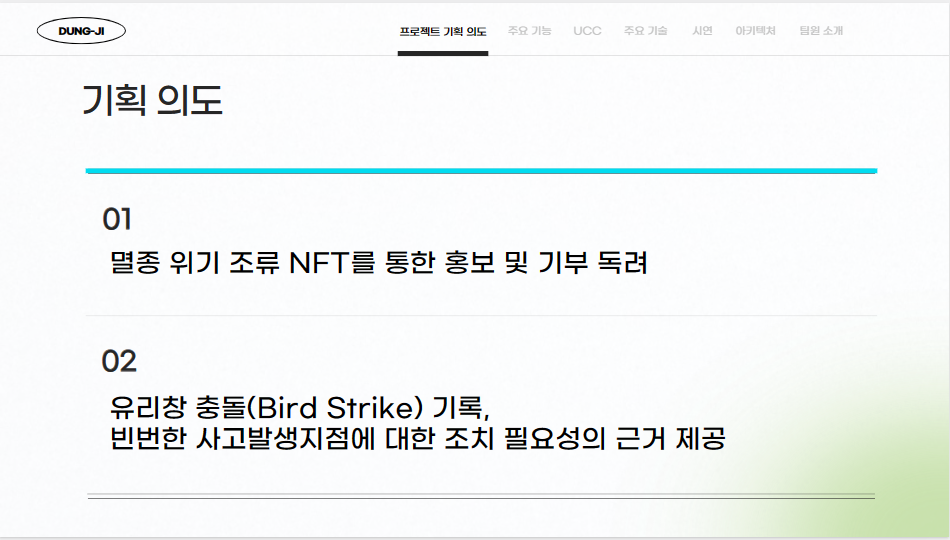 DUNG-JI
프로젝트 기획 의도
주요 기능
UCC
주요 기술
시연
아키텍처
팀원 소개
기획 의도
01
멸종 위기 조류 NFT를 통한 홍보 및 기부 독려
02
유리창 충돌(Bird Strike) 기록,
빈번한 사고발생지점에 대한 조치 필요성의 근거 제공